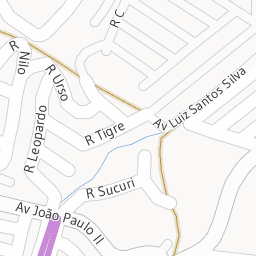 R C
R Nilo
R Urso
Av Luiz Santos Silva
R Tigre
R Leopardo
R Sucuri
Av João Paulo II